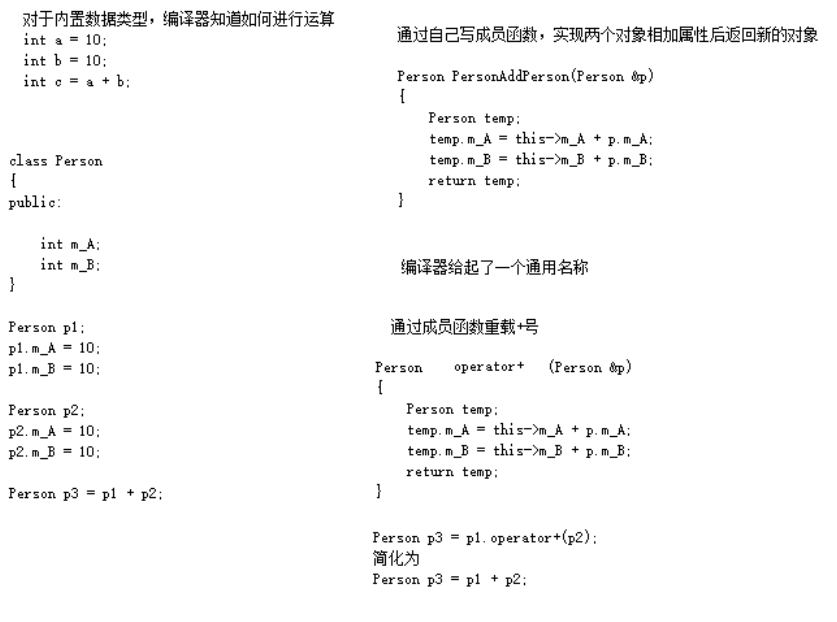 对于内置数据类型，编译器知道如何进行运算
int a = 10;
int b = 10;
int c = a + b;
class Person
{
public:
int m_A;
int m_B;
}
Person p1;
p1.m_A = 10;
p1.m_B = 10;
Person p2;
p2.m_A = 10;
p2.m_B = 10;
Person p3 = p1 + p2;
通过自己写成员函数，实现两个对象相加属性后返回新的对象
Person PersonAddPerson(Person &p)
{
Person temp;
temp.m_A = this->m_A + p.m_A;
temp.m_B = this->m_B + p.m_B;
return temp;
}
编译器给起了一个通用名称
通过成员函数重载+号
Person operator+ (Person &p)
{
Person temp;
temp.m_A = this->m_A + p.m_A;
temp.m_B = this->m_B + p.m_B;
return temp;
}
Person p3 = p1.operator+(p2);
简化为
Person p3 = p1 + p2;